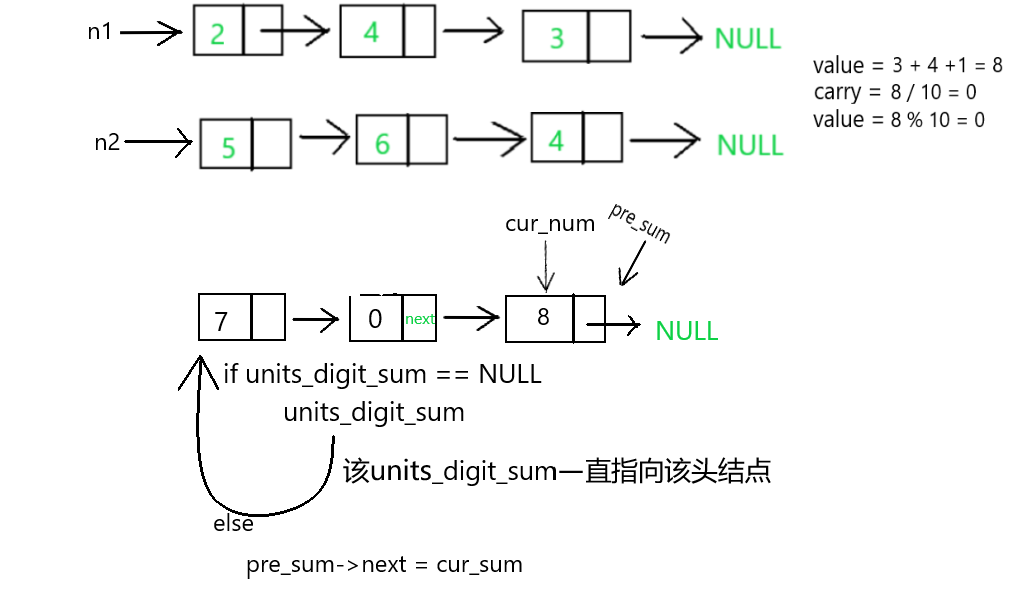 n1 2 4 3 NULL
value = 3 + 4 +1 = 8
carry = 8 / 10 = 0
value = 8 % 10 = 0
n2 5 6 4 NULL
cur_num
pre_sum
7 0 next 8 NULL
if units_digit_sum == NULL
units_digit_sum
该units_digit_sum一直指向该头结点
else
pre_sum->next = cur_sum